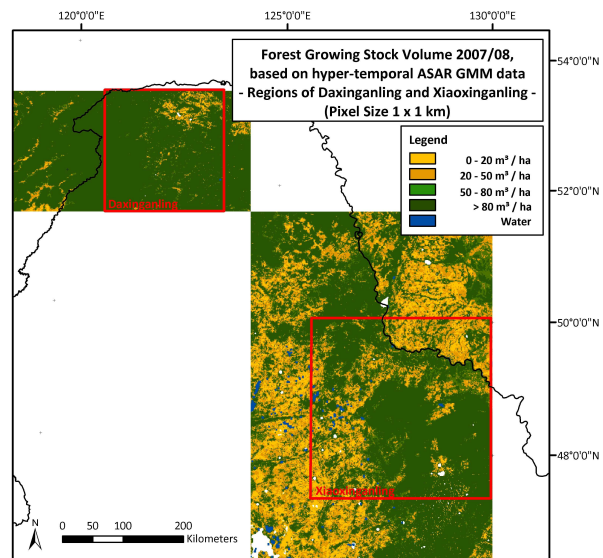 120°0'0"E 125°0'0"E 130°0'0"E
Forest Growing Stock Volume 2007/08,
based on hyper-temporal ASAR GMM data
- Regions of Daxinganling and Xiaoxinganling -
(Pixel Size 1 x 1 km)
54°0'0"N
Legend
0 - 20 m³ / ha
20 - 50 m³ / ha
50 - 80 m³ / ha
> 80 m³ / ha
Water
52°0'0"N
Daxinganling
50°0'0"N
48°0'0"N
Xiaoxinganling
N
0 50 100 200
Kilometers